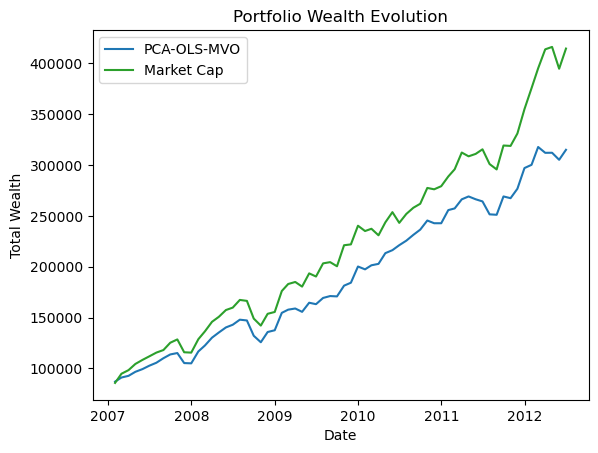 Portfolio Wealth Evolution
PCA-OLS-MVO
Market Cap
Total Wealth
400000
350000
300000
250000
200000
150000
100000
2007
2008
2009
2010
2011
2012
Date